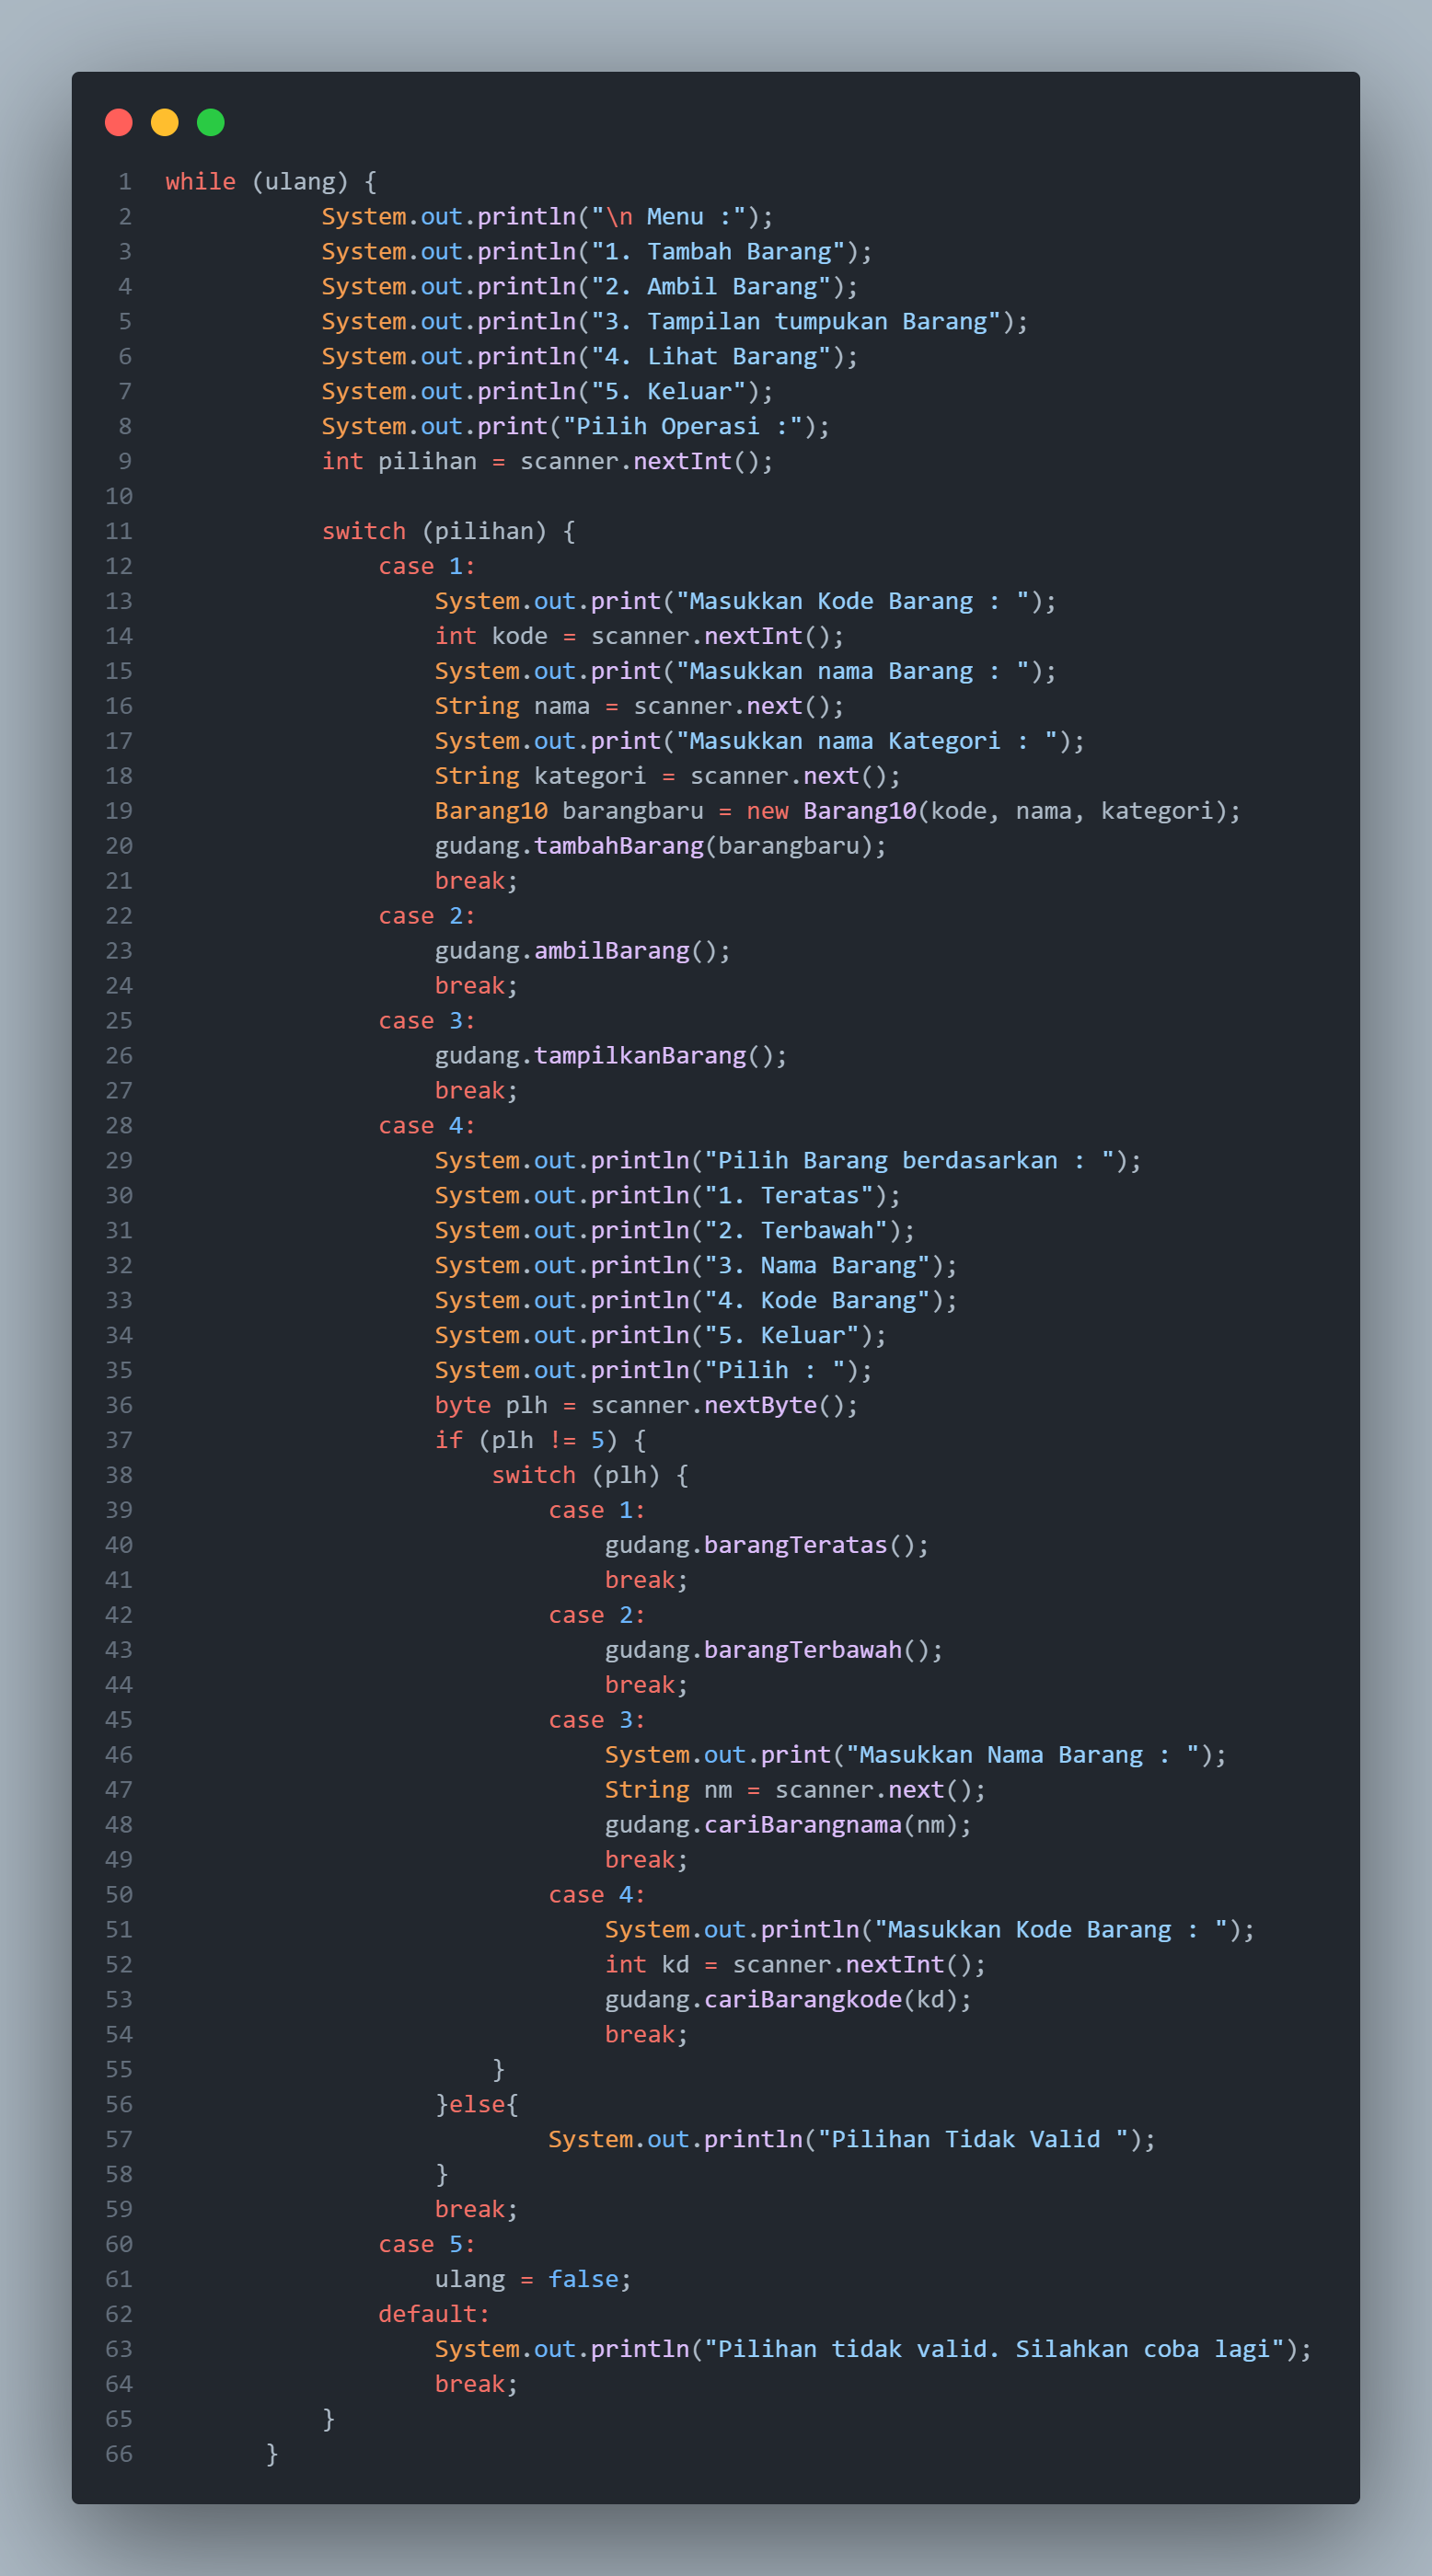 1 while (ulang) {
2 System.out.println("\n Menu :");
3 System.out.println("1. Tambah Barang");
4 System.out.println("2. Ambil Barang");
5 System.out.println("3. Tampilan tumpukan Barang");
6 System.out.println("4. Lihat Barang");
7 System.out.println("5. Keluar");
8 System.out.print("Pilih Operasi :");
9 int pilihan = scanner.nextInt();
10
11 switch (pilihan) {
12 case 1:
13 System.out.print("Masukkan Kode Barang : ");
14 int kode = scanner.nextInt();
15 System.out.print("Masukkan nama Barang : ");
16 String nama = scanner.next();
17 System.out.print("Masukkan nama Kategori : ");
18 String kategori = scanner.next();
19 Barang10 barangbaru = new Barang10(kode, nama, kategori);
20 gudang.tambahBarang(barangbaru);
21 break;
22 case 2:
23 gudang.ambilBarang();
24 break;
25 case 3:
26 gudang.tampilkanBarang();
27 break;
28 case 4:
29 System.out.println("Pilih Barang berdasarkan : ");
30 System.out.println("1. Teratas");
31 System.out.println("2. Terbawah");
32 System.out.println("3. Nama Barang");
33 System.out.println("4. Kode Barang");
34 System.out.println("5. Keluar");
35 System.out.println("Pilih : ");
36 byte plh = scanner.nextByte();
37 if (plh != 5) {
38 switch (plh) {
39 case 1:
40 gudang.barangTeratas();
41 break;
42 case 2:
43 gudang.barangTerbawah();
44 break;
45 case 3:
46 System.out.print("Masukkan Nama Barang : ");
47 String nm = scanner.next();
48 gudang.cariBarangnama(nm);
49 break;
50 case 4:
51 System.out.println("Masukkan Kode Barang : ");
52 int kd = scanner.nextInt();
53 gudang.cariBarangkode(kd);
54 break;
55 }
56 }else{
57 System.out.println("Pilihan Tidak Valid ");
58 }
59 break;
60 case 5:
61 ulang = false;
62 default:
63 System.out.println("Pilihan tidak valid. Silahkan coba lagi");
64 break;
65 }
66 }